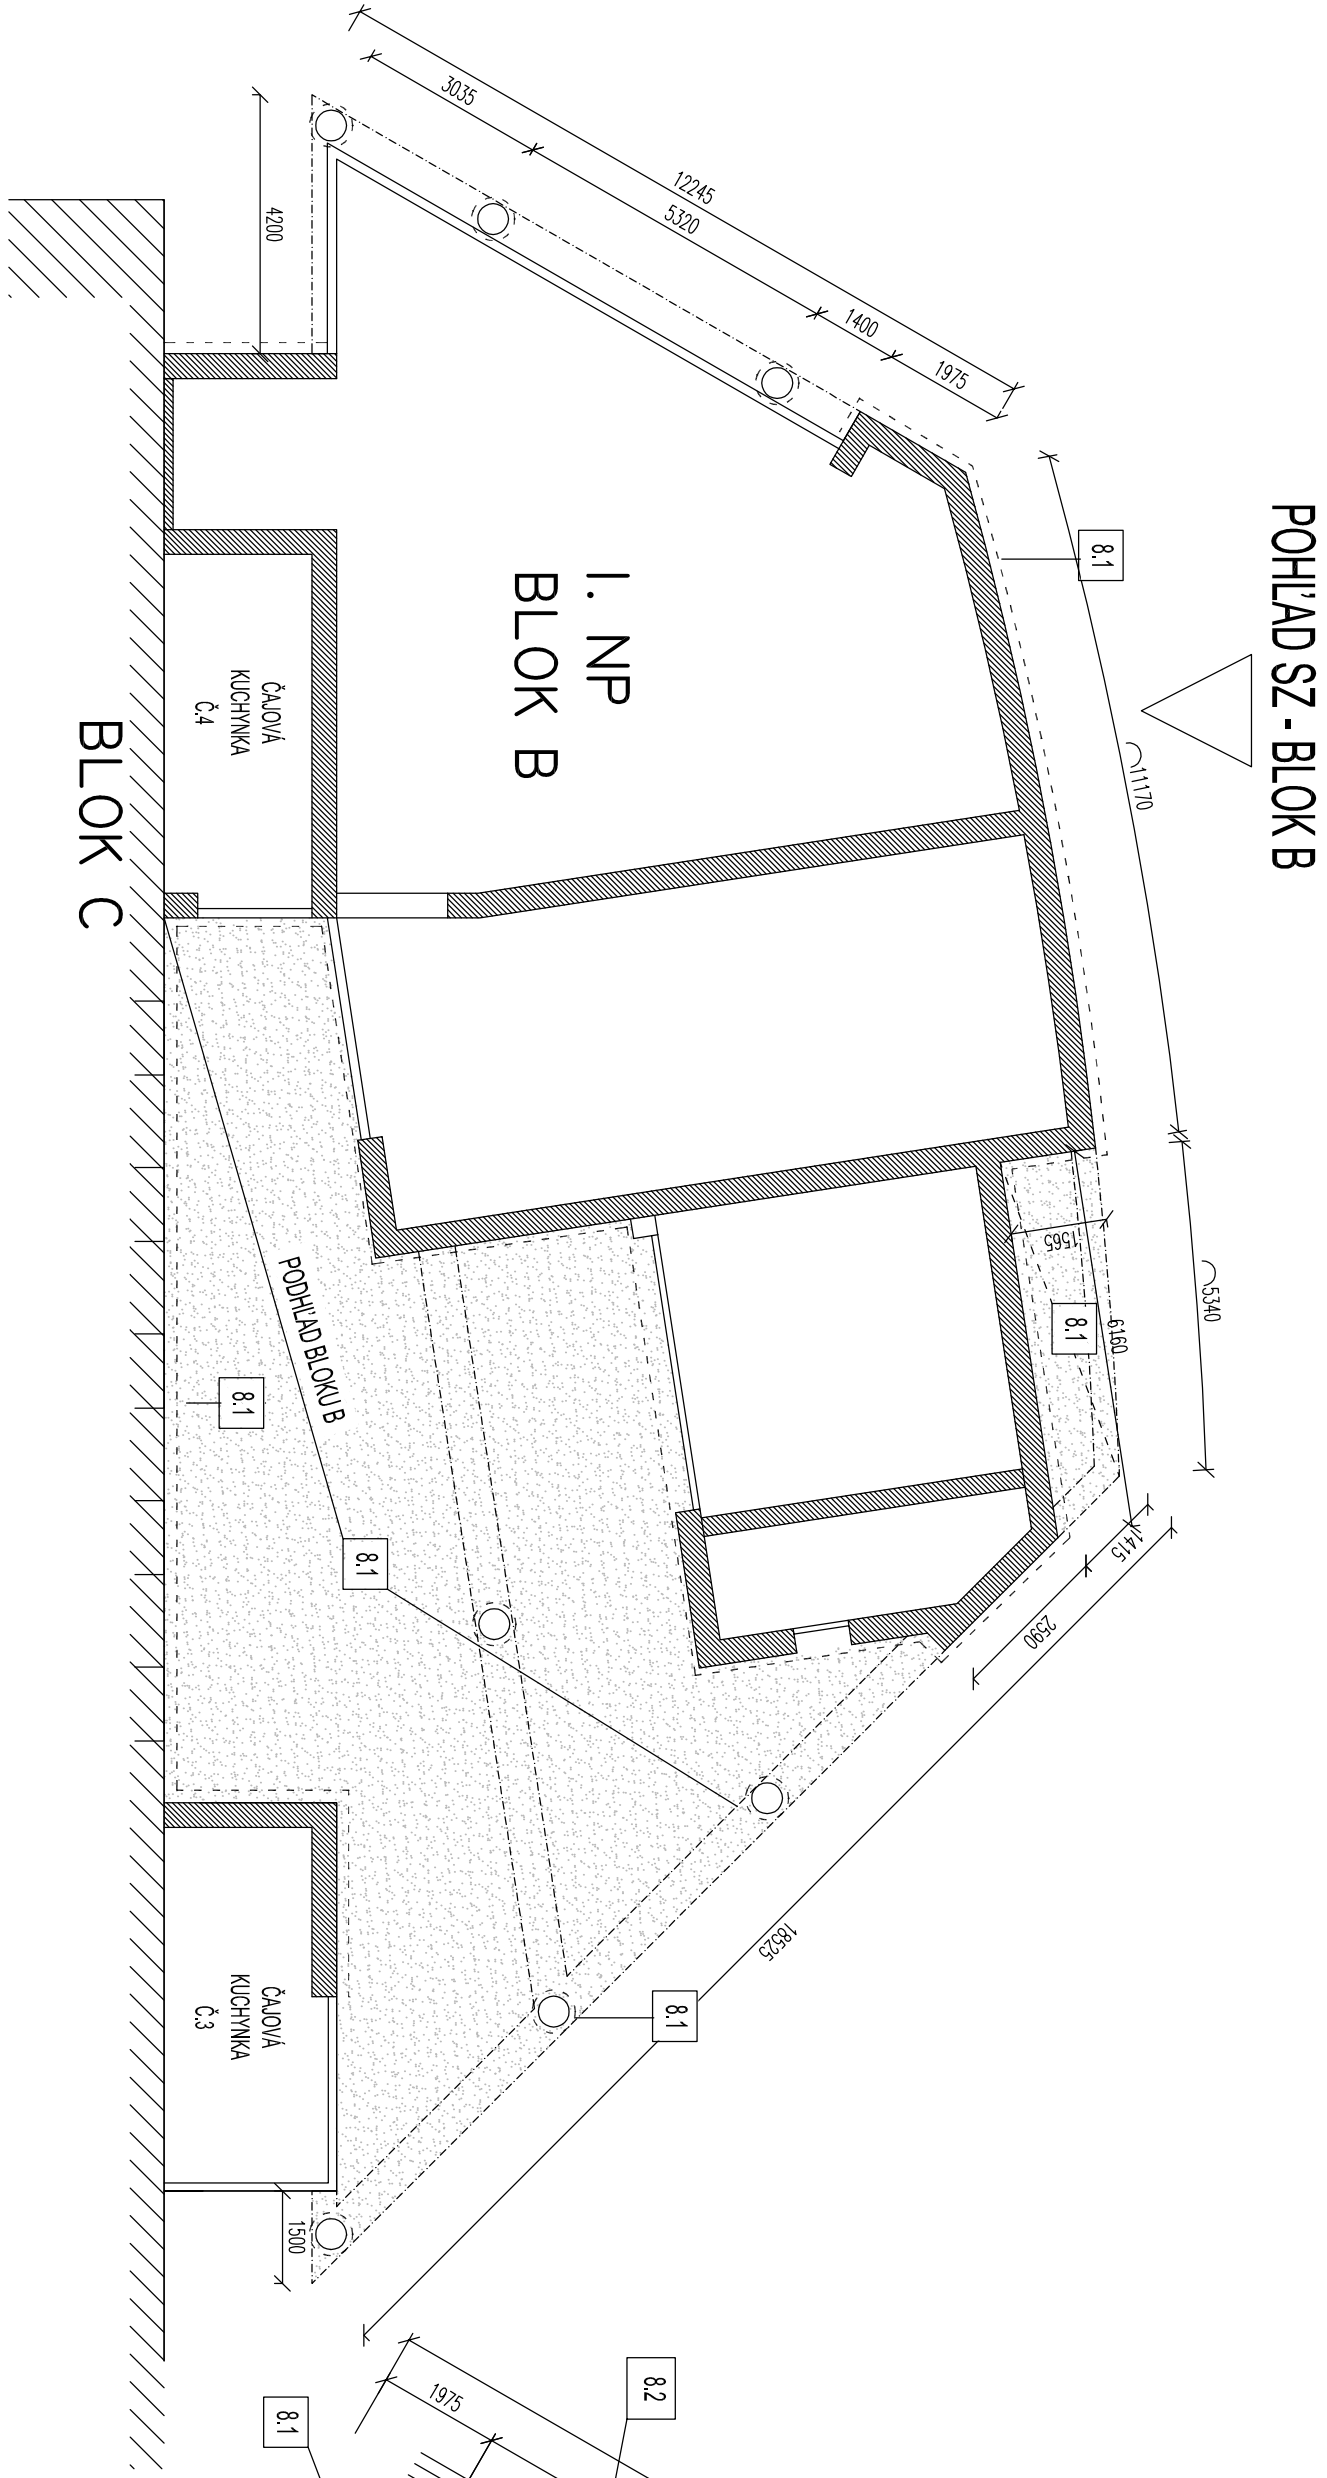 POHĽAD SZ - BLOK B
8.1
11170
5340
12245
3035
5320
1400
1975
4200
I. NP
BLOK B
1565
6160
8.1
1415
2590
18525
ČAJOVÁ
KUCHYNKA
Č.4
BLOK C
PODHĽAD BLOKU B
8.1
8.1
8.1
ČAJOVÁ
KUCHYNKA
Č.3
1500
1975
8.2
8.1